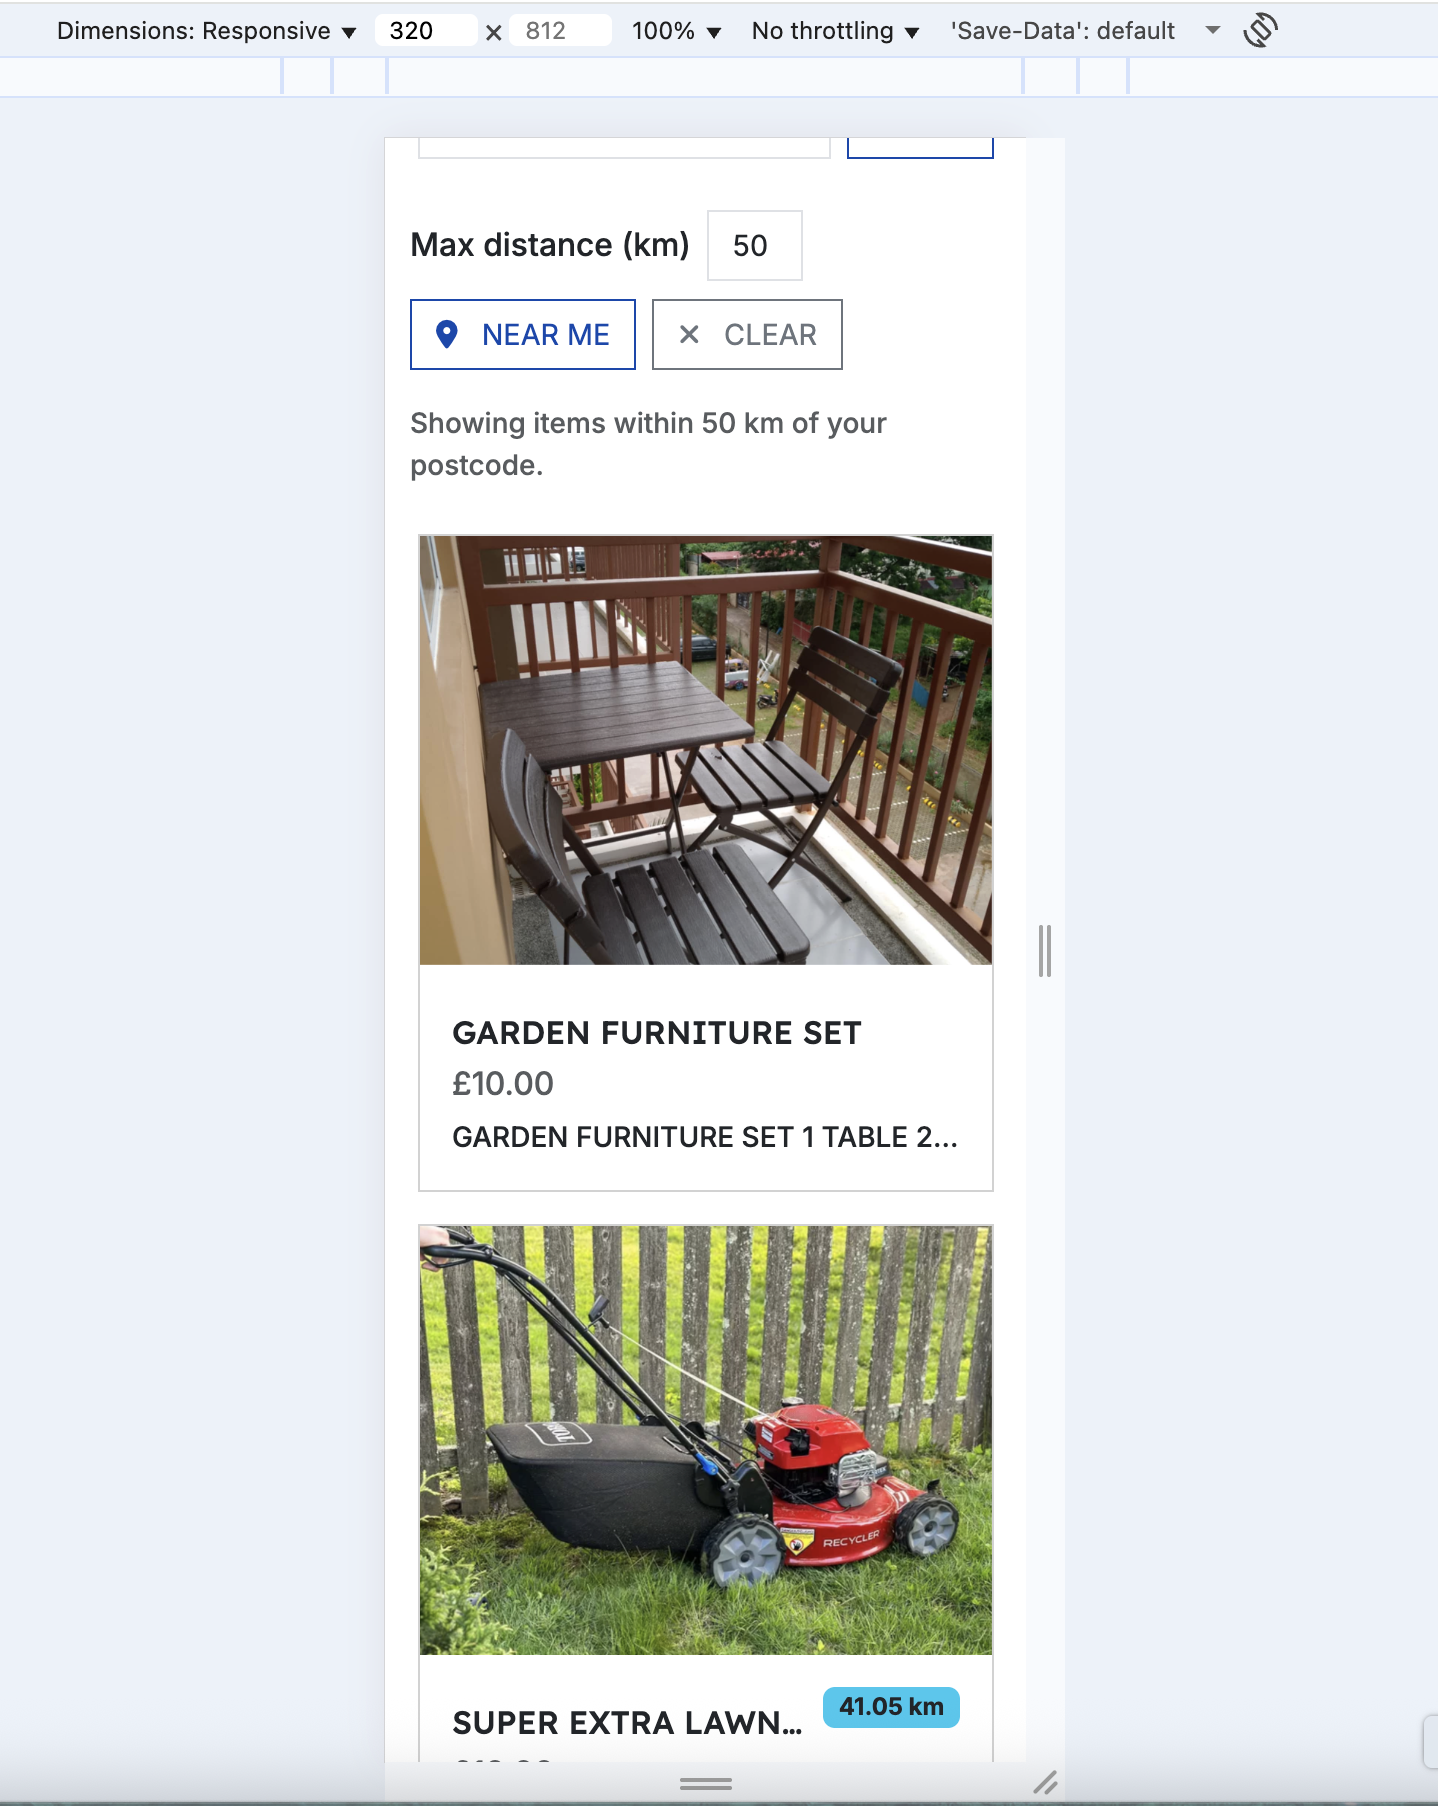 Dimensions: Responsive ▼ 320 × 812 100% ▼ No throttling ▼ 'Save-Data': default
Max distance (km) 50
NEAR ME × CLEAR
Showing items within 50 km of your
postcode.
GARDEN FURNITURE SET
£10.00
GARDEN FURNITURE SET 1 TABLE 2...
TORO
RECYCLER
SUPER EXTRA LAWN... 41.05 km